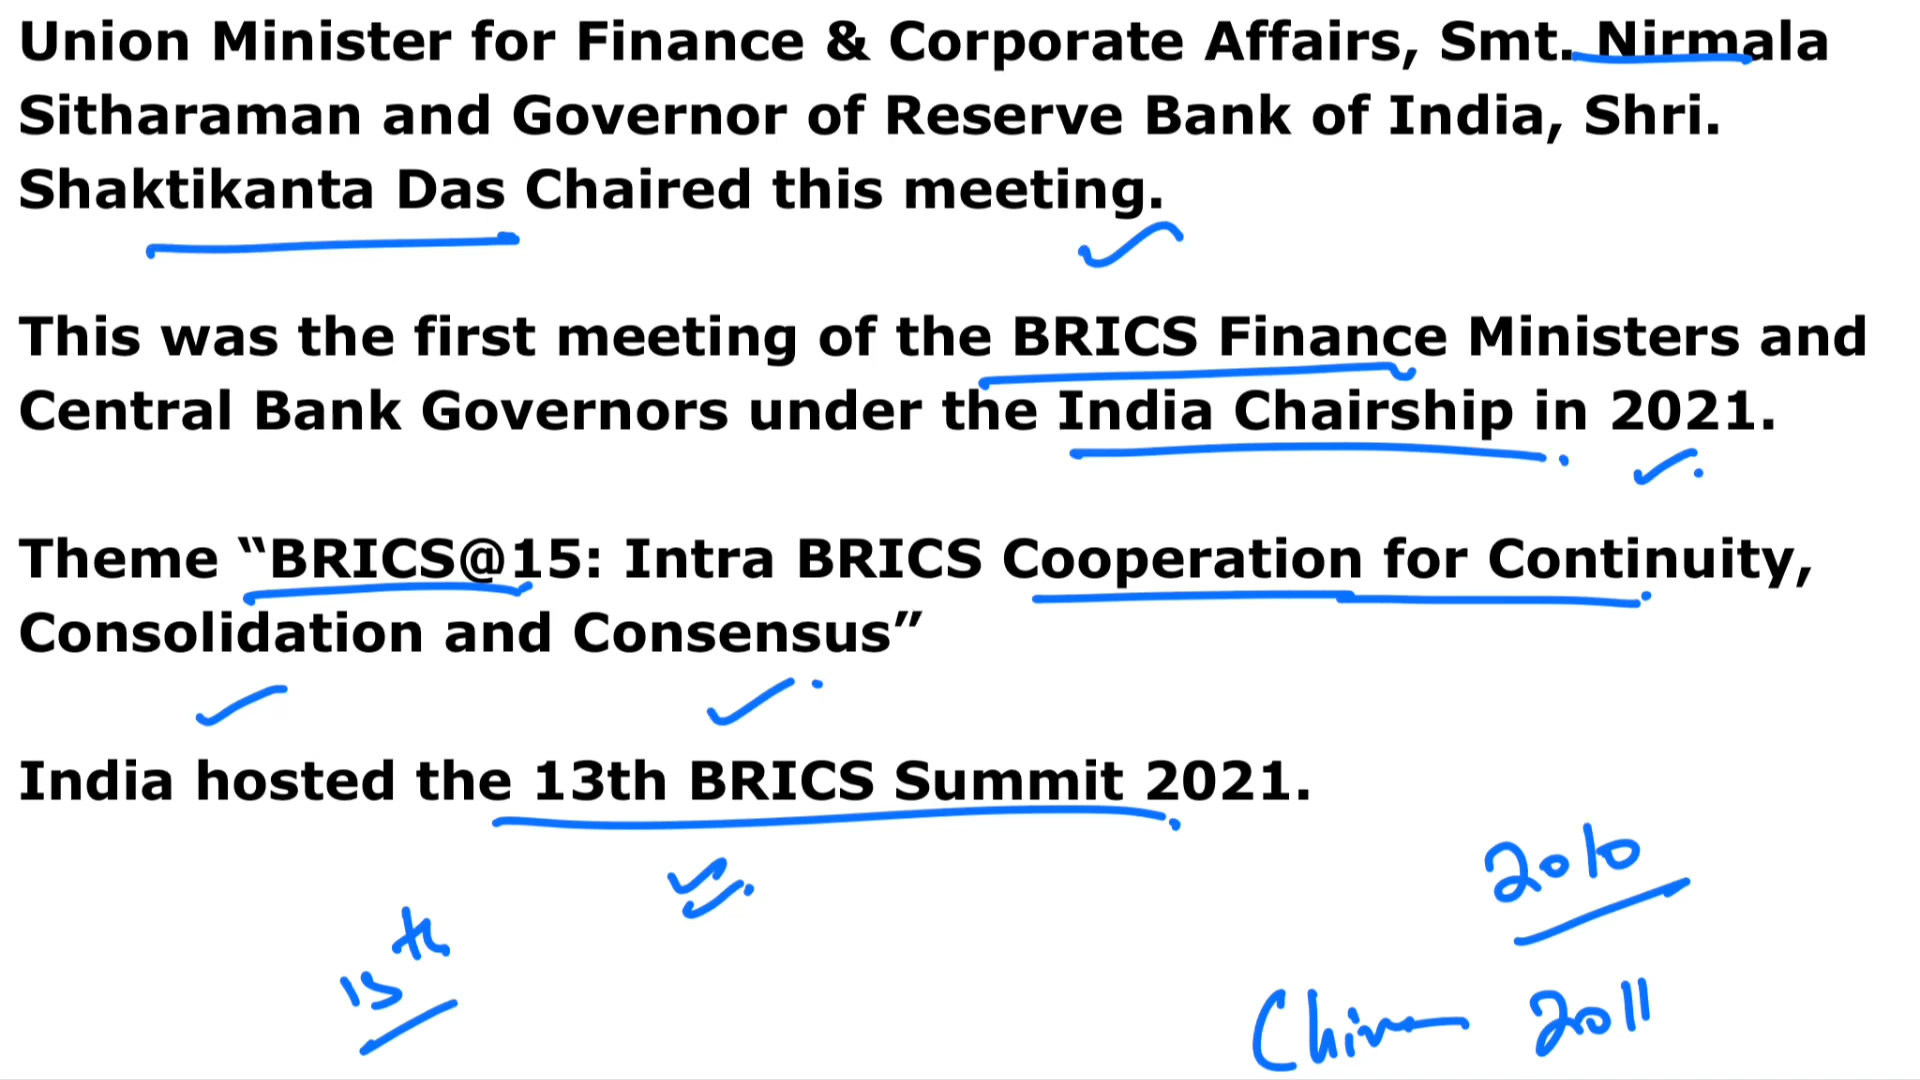 Union Minister for Finance & Corporate Affairs, Smt. Nirmala
Sitharaman and Governor of Reserve Bank of India, Shri.
Shaktikanta Das Chaired this meeting.
This was the first meeting of the BRICS Finance Ministers and
Central Bank Governors under the India Chairship in 2021.
Theme “BRICS@15: Intra BRICS Cooperation for Continuity,
Consolidation and Consensus”
India hosted the 13th BRICS Summit 2021.
2010
13th
China 2011